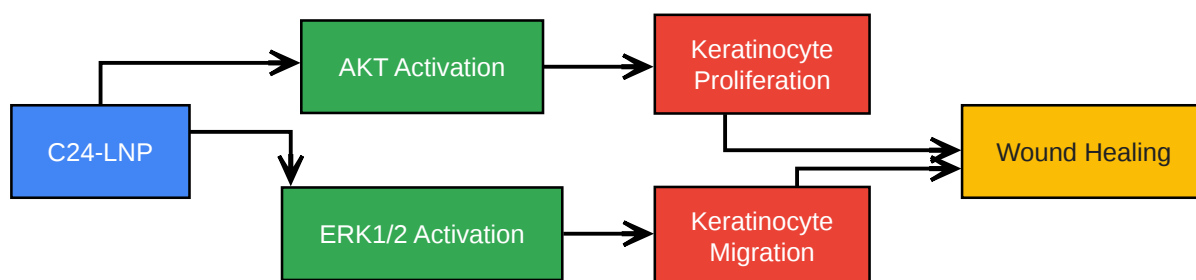 C24-LNP
AKT Activation
Keratinocyte
Proliferation
ERK1/2 Activation
Keratinocyte
Migration
Wound Healing